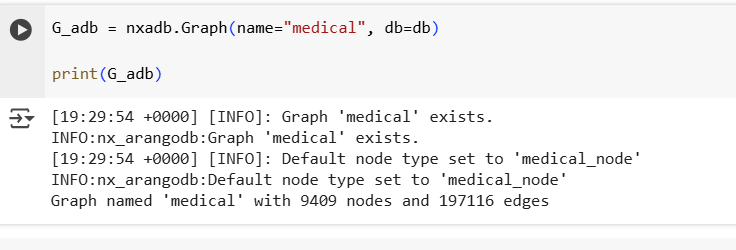 G_adb = nxadb.Graph(name="medical", db=db)
print(G_adb)
[19:29:54 +0000] [INFO]: Graph 'medical' exists.
INFO:nx_arangodb:Graph 'medical' exists.
[19:29:54 +0000] [INFO]: Default node type set to 'medical_node'
INFO:nx_arangodb:Default node type set to 'medical_node'
Graph named 'medical' with 9409 nodes and 197116 edges